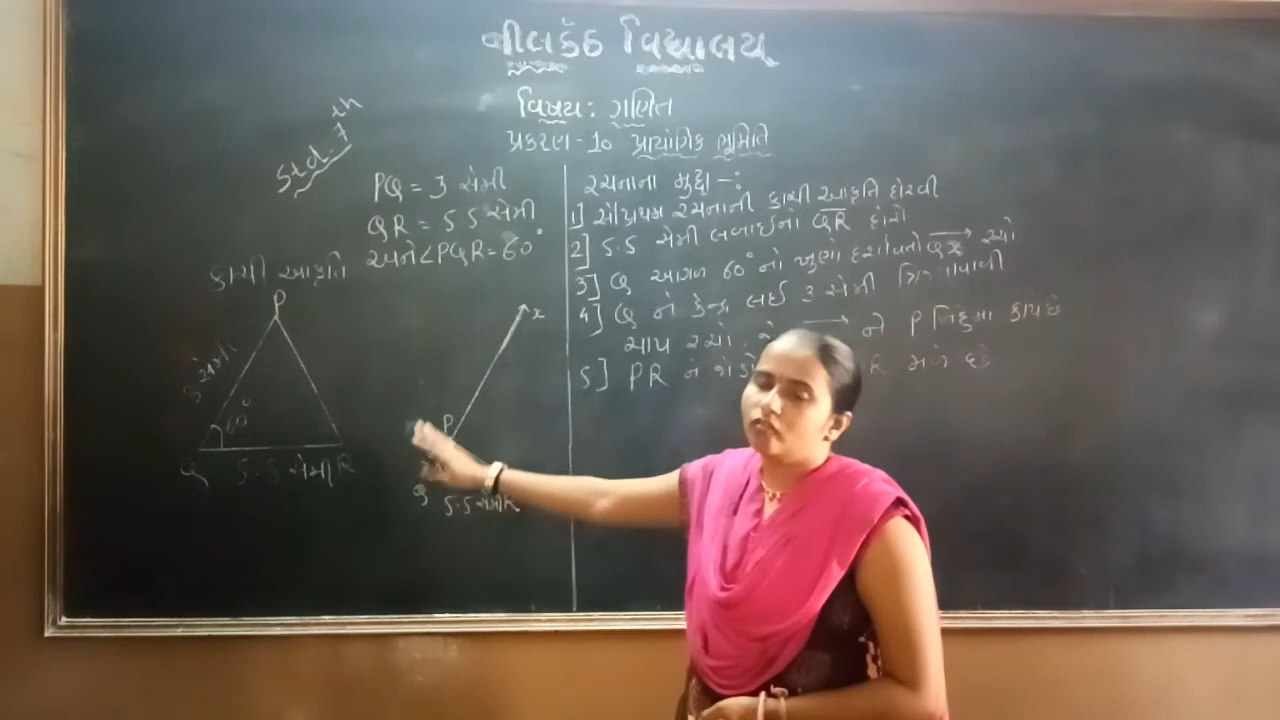 નીલકંઠ વિદ્યાલય
વિષય: ગણિત
પ્રકરણ-10 પ્રાયોગિક ભૂમિતિ
Std. 7th
PQ = 3 સેમી
QR = 5.5 સેમી
અને ∠PQR = 60°
કાચી આકૃતિ
P
3 સેમી
60°
Q 5.5 સેમી R
x
P
Q 5.5 સેમી R
રચનાના મુદ્દા -:
1] સૌપ્રથમ રચનાની કાચી આકૃતિ દોરવી
2] 5.5 સેમી લંબાઈનો QR દોરો
3] Q આગળ 60° નો ખુણો દર્શાવતો Qx રચો
4] Q ને કેન્દ્ર લઈ 3 સેમી ત્રિજ્યાવાળી
ચાપ રચો. ને P બિંદુમાં કાપે છે
5] PR ને જોડો R મળે છે